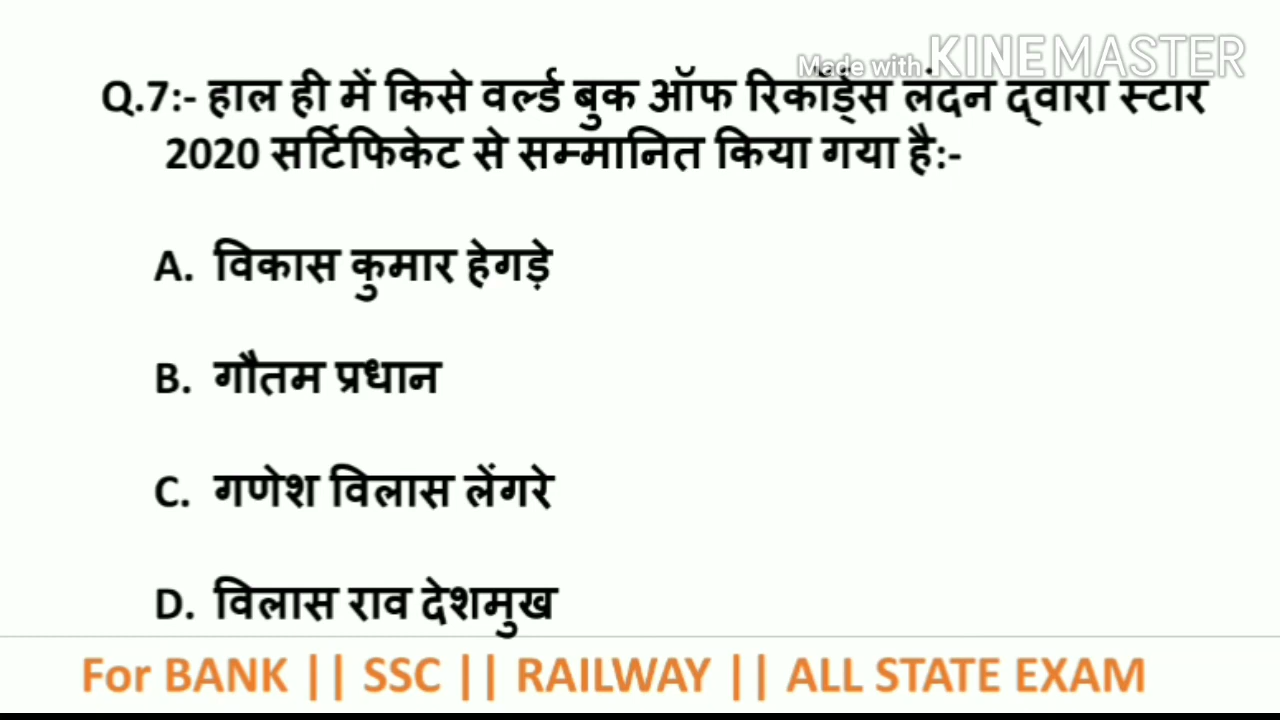 Made with KINEMASTER
Q.7:- हाल ही में किसे वर्ल्ड बुक ऑफ रिकॉर्ड्स लंदन द्वारा स्टार
2020 सर्टिफिकेट से सम्मानित किया गया है:-
A. विकास कुमार हेगड़े
B. गौतम प्रधान
C. गणेश विलास लेंगरे
D. विलास राव देशमुख
For BANK || SSC || RAILWAY || ALL STATE EXAM